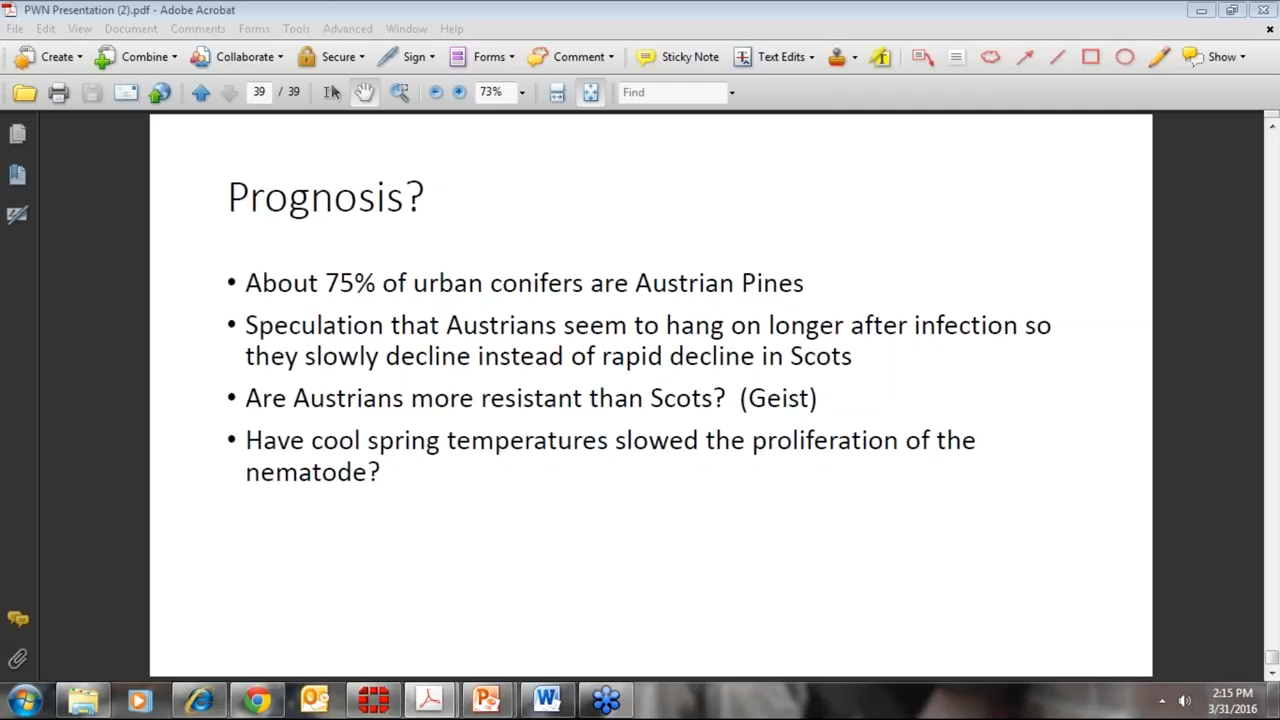 PWN Presentation (2).pdf - Adobe Acrobat
File Edit View Document Comments Forms Tools Advanced Window Help
Create Combine Collaborate Secure Sign Forms Comment Sticky Note Text Edits Show
39 / 39 73% Find
Prognosis?
• About 75% of urban conifers are Austrian Pines
• Speculation that Austrians seem to hang on longer after infection so
they slowly decline instead of rapid decline in Scots
• Are Austrians more resistant than Scots? (Geist)
• Have cool spring temperatures slowed the proliferation of the
nematode?
2:15 PM
3/31/2016